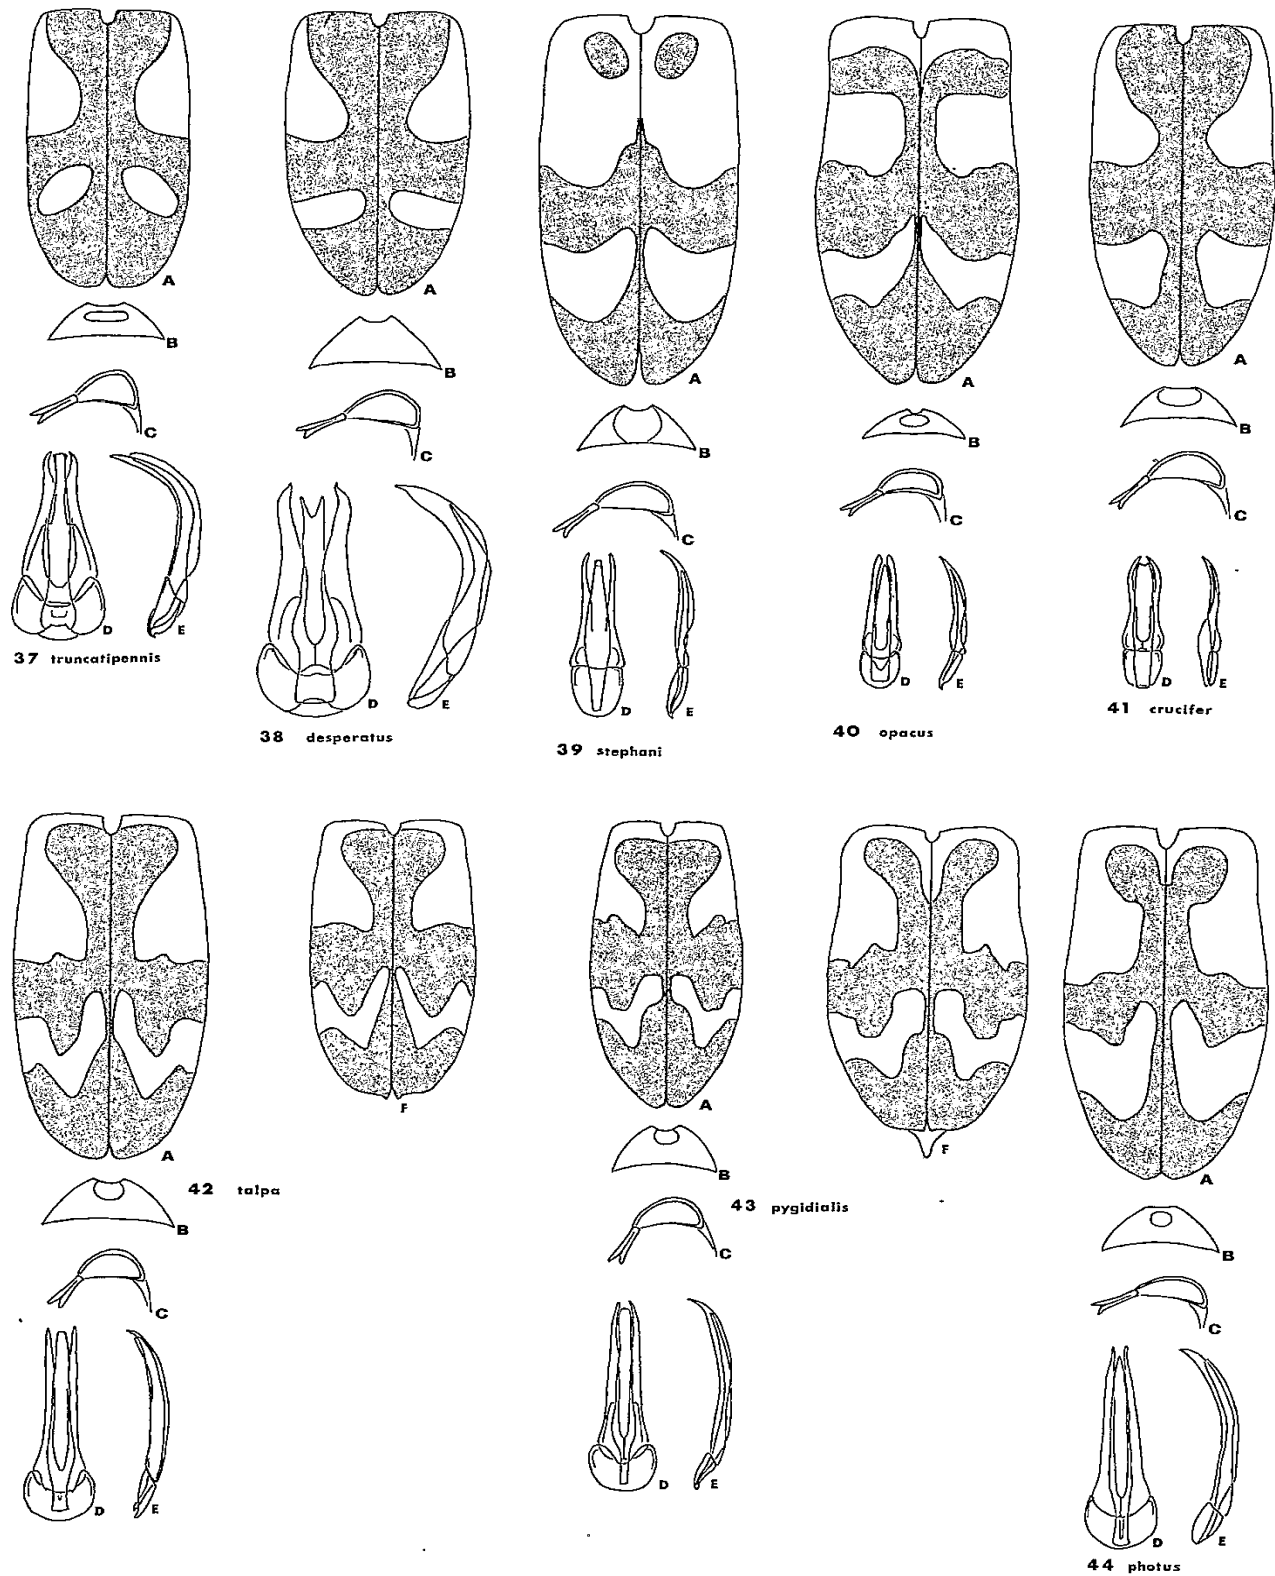 A
A
A
A
A
B
B
B
B
B
C
C
C
C
C
D
E
D
E
D
E
D
E
D
E
37 truncatipennis
38 desperatus
39 stephani
40 opacus
41 crucifer
A
F
A
F
A
B
42 talpa
B
43 pygidialis
B
C
C
C
D
E
D
E
D
E
44 photus